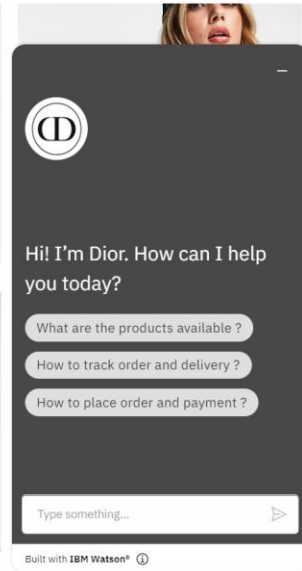 CD
Hi! I'm Dior. How can I help
you today?
What are the products available ?
How to track order and delivery ?
How to place order and payment ?
Type something...
Built with IBM Watson®